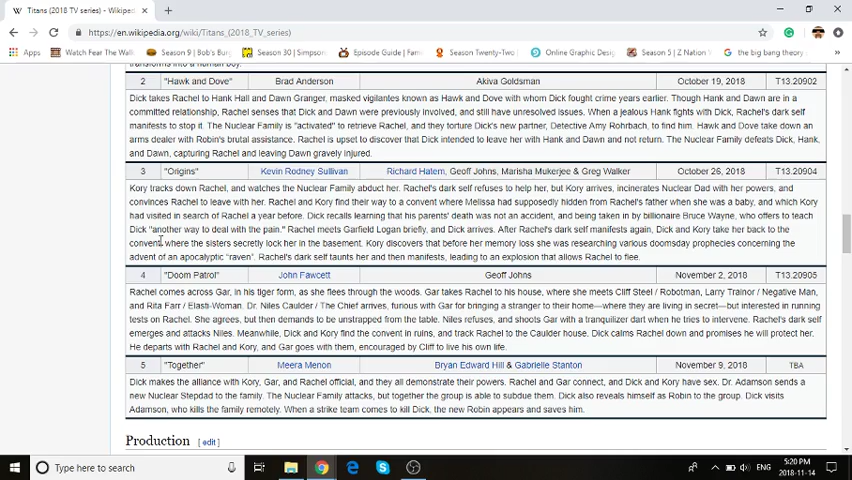 Titans (2018 TV series) - Wikiped
https://en.wikipedia.org/wiki/Titans_(2018_TV_series)
Apps Watch Fear The Walk Season 9 | Bob's Burg Season 30 | Simpson Episode Guide | Fam Season Twenty-Two Online Graphic Design Season 5 | Z Nation the big bang theory
transforms into a human boy.
2 "Hawk and Dove" Brad Anderson Akiva Goldsman October 19, 2018 T13.20902
Dick takes Rachel to Hank Hall and Dawn Granger, masked vigilantes known as Hawk and Dove with whom Dick fought crime years earlier. Though Hank and Dawn are in a
committed relationship, Rachel senses that Dick and Dawn were previously involved, and still have unresolved issues. When a jealous Hank fights with Dick, Rachel's dark self
manifests to stop it. The Nuclear Family is "activated" to retrieve Rachel, and they torture Dick's new partner, Detective Amy Rohrbach, to find him. Hawk and Dove take down an
arms dealer with Robin's brutal assistance. Rachel is upset to discover that Dick intended to leave her with Hank and Dawn and not return. The Nuclear Family defeats Dick, Hank,
and Dawn, capturing Rachel and leaving Dawn gravely injured.
3 "Origins" Kevin Rodney Sullivan Richard Hatem, Geoff Johns, Marisha Mukerjee & Greg Walker October 26, 2018 T13.20904
Kory tracks down Rachel, and watches the Nuclear Family abduct her. Rachel's dark self refuses to help her, but Kory arrives, incinerates Nuclear Dad with her powers, and
convinces Rachel to leave with her. Rachel and Kory find their way to a convent where Melissa had supposedly hidden from Rachel's father when she was a baby, and which Kory
had visited in search of Rachel a year before. Dick recalls learning that his parents' death was not an accident, and being taken in by billionaire Bruce Wayne, who offers to teach
Dick "another way to deal with the pain." Rachel meets Garfield Logan briefly, and Dick arrives. After Rachel's dark self manifests again, Dick and Kory take her back to the
convent where the sisters secretly lock her in the basement. Kory discovers that before her memory loss she was researching various doomsday prophecies concerning the
advent of an apocalyptic "raven". Rachel's dark self taunts her and then manifests, leading to an explosion that allows Rachel to flee.
4 "Doom Patrol" John Fawcett Geoff Johns November 2, 2018 T13.20905
Rachel comes across Gar, in his tiger form, as she flees through the woods. Gar takes Rachel to his house, where she meets Cliff Steel / Robotman, Larry Trainor / Negative Man,
and Rita Farr / Elasti-Woman. Dr. Niles Caulder / The Chief arrives, furious with Gar for bringing a stranger to their home—where they are living in secret—but interested in running
tests on Rachel. She agrees, but then demands to be unstrapped from the table. Niles refuses, and shoots Gar with a tranquilizer dart when he tries to intervene. Rachel's dark self
emerges and attacks Niles. Meanwhile, Dick and Kory find the convent in ruins, and track Rachel to the Caulder house. Dick calms Rachel down and promises he will protect her.
He departs with Rachel and Kory, and Gar goes with them, encouraged by Cliff to live his own life.
5 "Together" Meera Menon Bryan Edward Hill & Gabrielle Stanton November 9, 2018 TBA
Dick makes the alliance with Kory, Gar, and Rachel official, and they all demonstrate their powers. Rachel and Gar connect, and Dick and Kory have sex. Dr. Adamson sends a
new Nuclear Stepdad to the family. The Nuclear Family attacks, but together the group is able to subdue them. Dick also reveals himself as Robin to the group. Dick visits
Adamson, who kills the family remotely. When a strike team comes to kill Dick, the new Robin appears and saves him.
Production [ edit ]
Type here to search
ENG
5:20 PM
2018-11-14